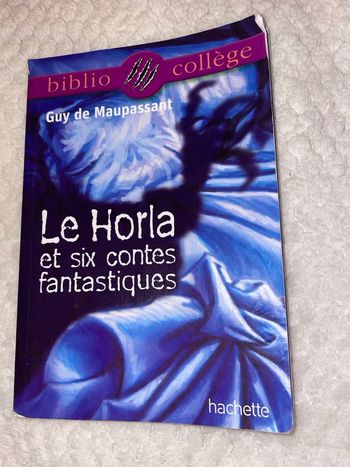 biblio collège
Guy de Maupassant
Le Horla
et six contes
fantastiques
hachette